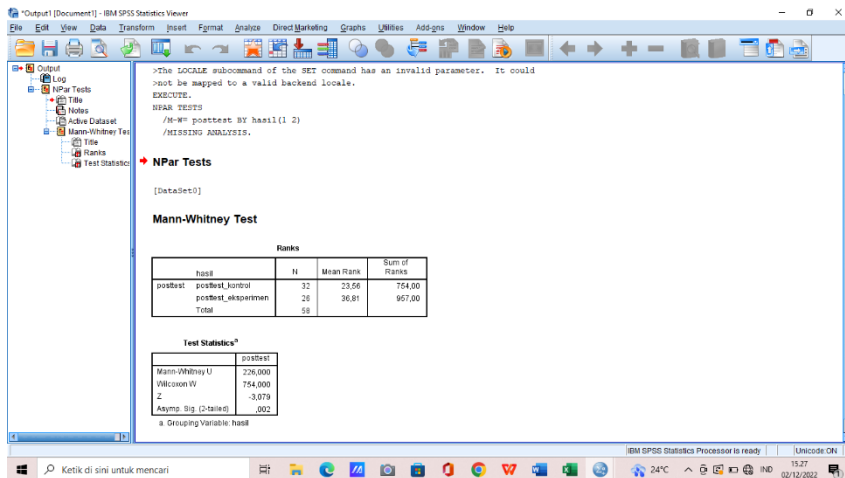 *Output1 [Document1] - IBM SPSS Statistics Viewer
File Edit View Data Transform Insert Format Analyze Direct Marketing Graphs Utilities Add-ons Window Help
Output
Log
NPar Tests
Title
Notes
Active Dataset
Mann-Whitney Tes
Title
Ranks
Test Statistics
>The LOCALE subcommand of the SET command has an invalid parameter. It could
>not be mapped to a valid backend locale.
EXECUTE.
NPAR TESTS
/M-W= posttest BY hasil(1 2)
/MISSING ANALYSIS.
NPar Tests
[DataSet0]
Mann-Whitney Test
Ranks
hasil N Mean Rank Sum of Ranks
posttest posttest_kontrol 32 23,56 754,00
posttest_eksperimen 26 36,81 957,00
Total 58
Test Statisticsᵃ
posttest
Mann-Whitney U 226,000
Wilcoxon W 754,000
Z -3,079
Asymp. Sig. (2-tailed) ,002
a. Grouping Variable: hasil
IBM SPSS Statistics Processor is ready Unicode:ON
Ketik di sini untuk mencari
24°C IND 15.27
02/12/2022